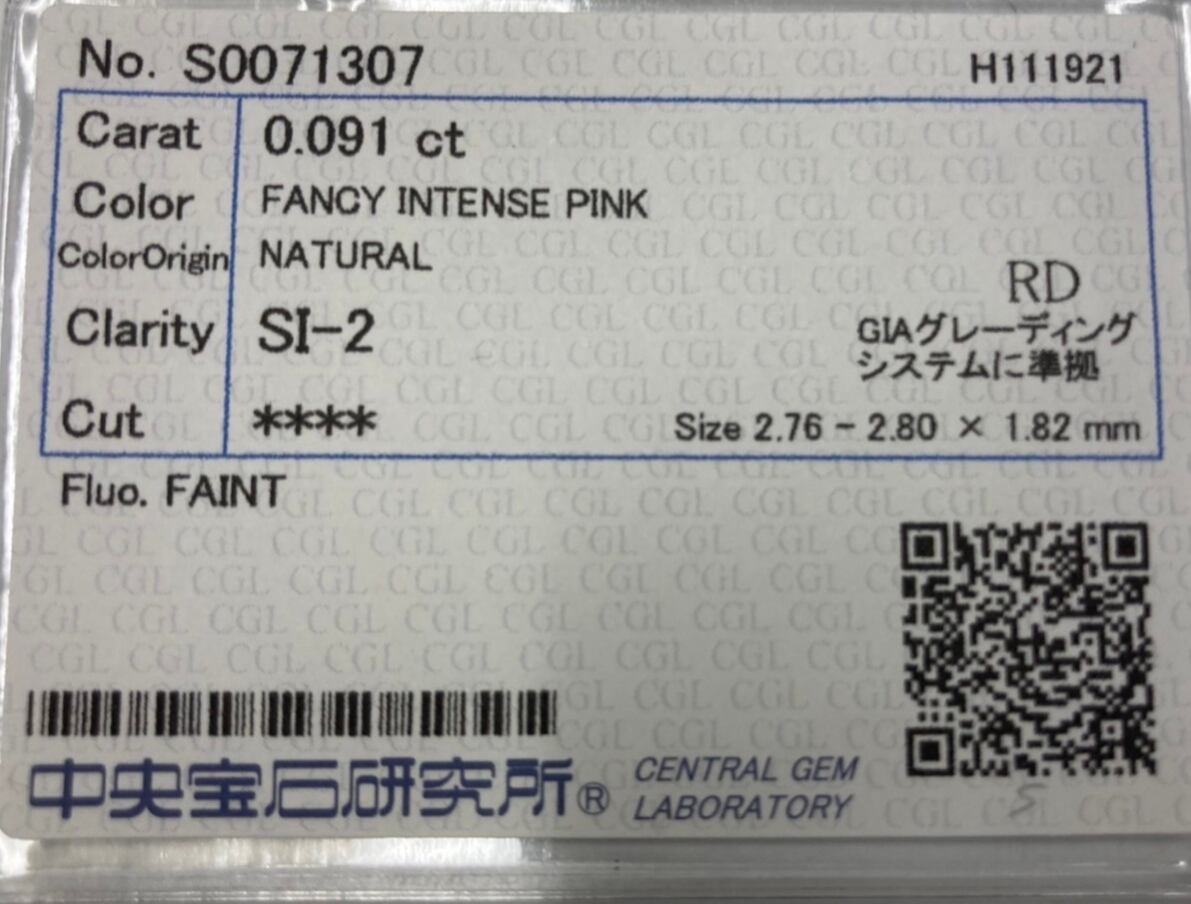 No. S0071307 H111921
Carat 0.091 ct
Color FANCY INTENSE PINK
ColorOrigin NATURAL
RD
Clarity SI-2
GIAグレーディング
システムに準拠
Cut ****
Size 2.76 - 2.80 × 1.82 mm
Fluo. FAINT
中央宝石研究所®
CENTRAL GEM
LABORATORY